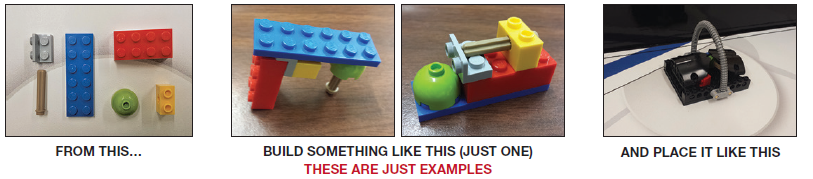 FROM THIS...
BUILD SOMETHING LIKE THIS (JUST ONE)
THESE ARE JUST EXAMPLES
AND PLACE IT LIKE THIS